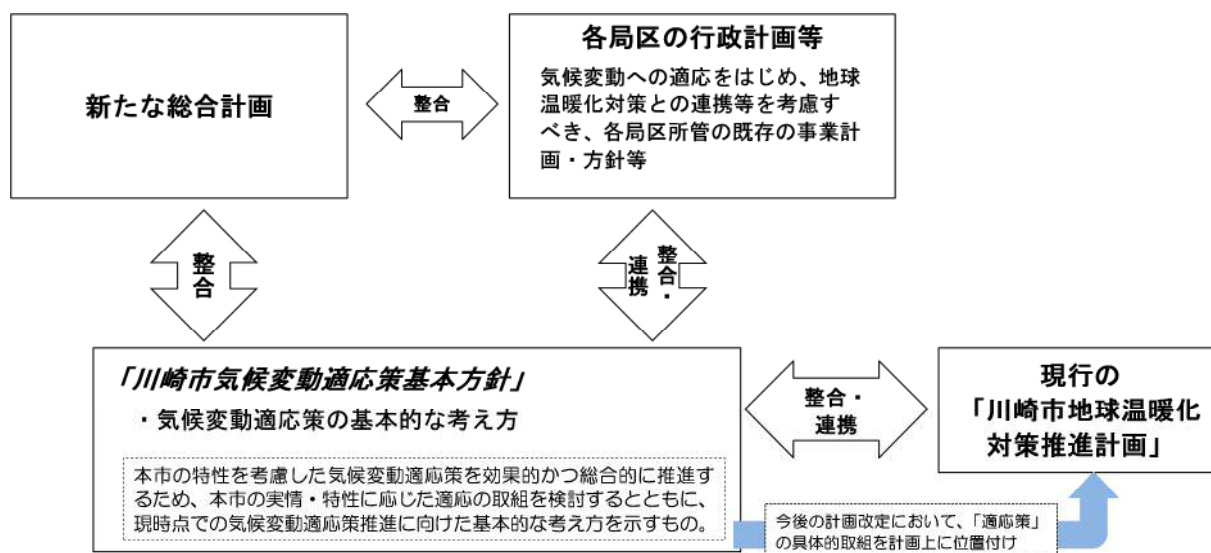 新たな総合計画
整合
各局区の行政計画等
気候変動への適応をはじめ、地球
温暖化対策との連携等を考慮す
べき、各局区所管の既存の事業計
画・方針等
整合
整合・
連携
「川崎市気候変動適応策基本方針」
・気候変動適応策の基本的な考え方
本市の特性を考慮した気候変動適応策を効果的かつ総合的に推進す
るため、本市の実情・特性に応じた適応の取組を検討するとともに、
現時点での気候変動適応策推進に向けた基本的な考え方を示すもの。
整合・
連携
現行の
「川崎市地球温暖化
対策推進計画」
今後の計画改定において、「適応策」
の具体的取組を計画上に位置付け